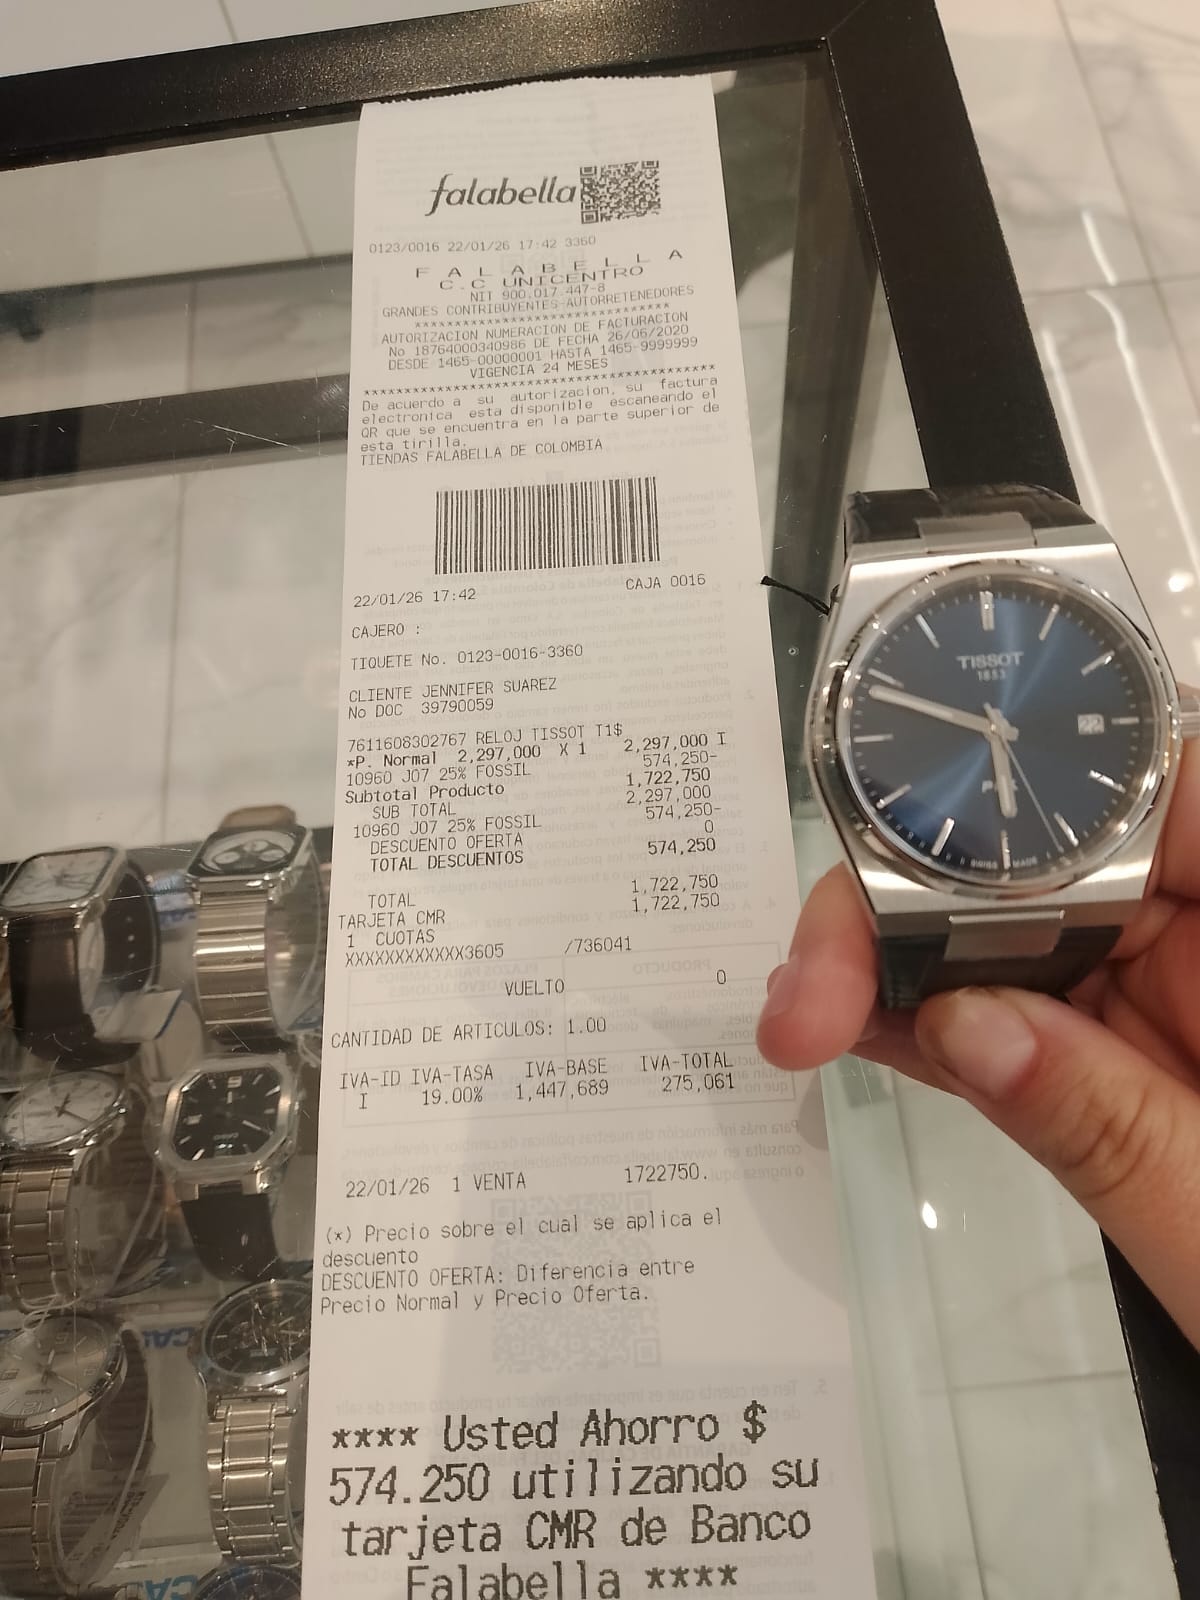 falabella
0123/0016 22/01/26 17:42 3360
F A L A B E L L A
C.C UNICENTRO
NIT 900.017.447-8
GRANDES CONTRIBUYENTES-AUTORRETENEDORES
****************************************
AUTORIZACION NUMERACION DE FACTURACION
No 18764000340986 DE FECHA 26/06/2020
DESDE 1465-00000001 HASTA 1465-9999999
VIGENCIA 24 MESES
****************************************
De acuerdo a su autorizacion, su factura
electronica esta disponible escaneando el
QR que se encuentra en la parte superior de
esta tirilla.
TIENDAS FALABELLA DE COLOMBIA
22/01/26 17:42 CAJA 0016
CAJERO :
TIQUETE No. 0123-0016-3360
CLIENTE JENNIFER SUAREZ
No DOC 39790059
7611608302767 RELOJ TISSOT T1$
*P. Normal 2,297,000 X 1 2,297,000 I
10960 J07 25% FOSSIL 574,250-
Subtotal Producto 1,722,750
SUB TOTAL 2,297,000
10960 J07 25% FOSSIL 574,250-
DESCUENTO OFERTA 0
TOTAL DESCUENTOS 574,250
TOTAL 1,722,750
TARJETA CMR 1,722,750
1 CUOTAS
XXXXXXXXXXXX3605 /736041
VUELTO 0
CANTIDAD DE ARTICULOS: 1.00
IVA-ID IVA-TASA IVA-BASE IVA-TOTAL
I 19.00% 1,447,689 275,061
22/01/26 1 VENTA 1722750.
(*) Precio sobre el cual se aplica el
descuento
DESCUENTO OFERTA: Diferencia entre
Precio Normal y Precio Oferta.
**** Usted Ahorro $
574.250 utilizando su
tarjeta CMR de Banco
Falabella ****
TISSOT
1853
22
SWISS MADE